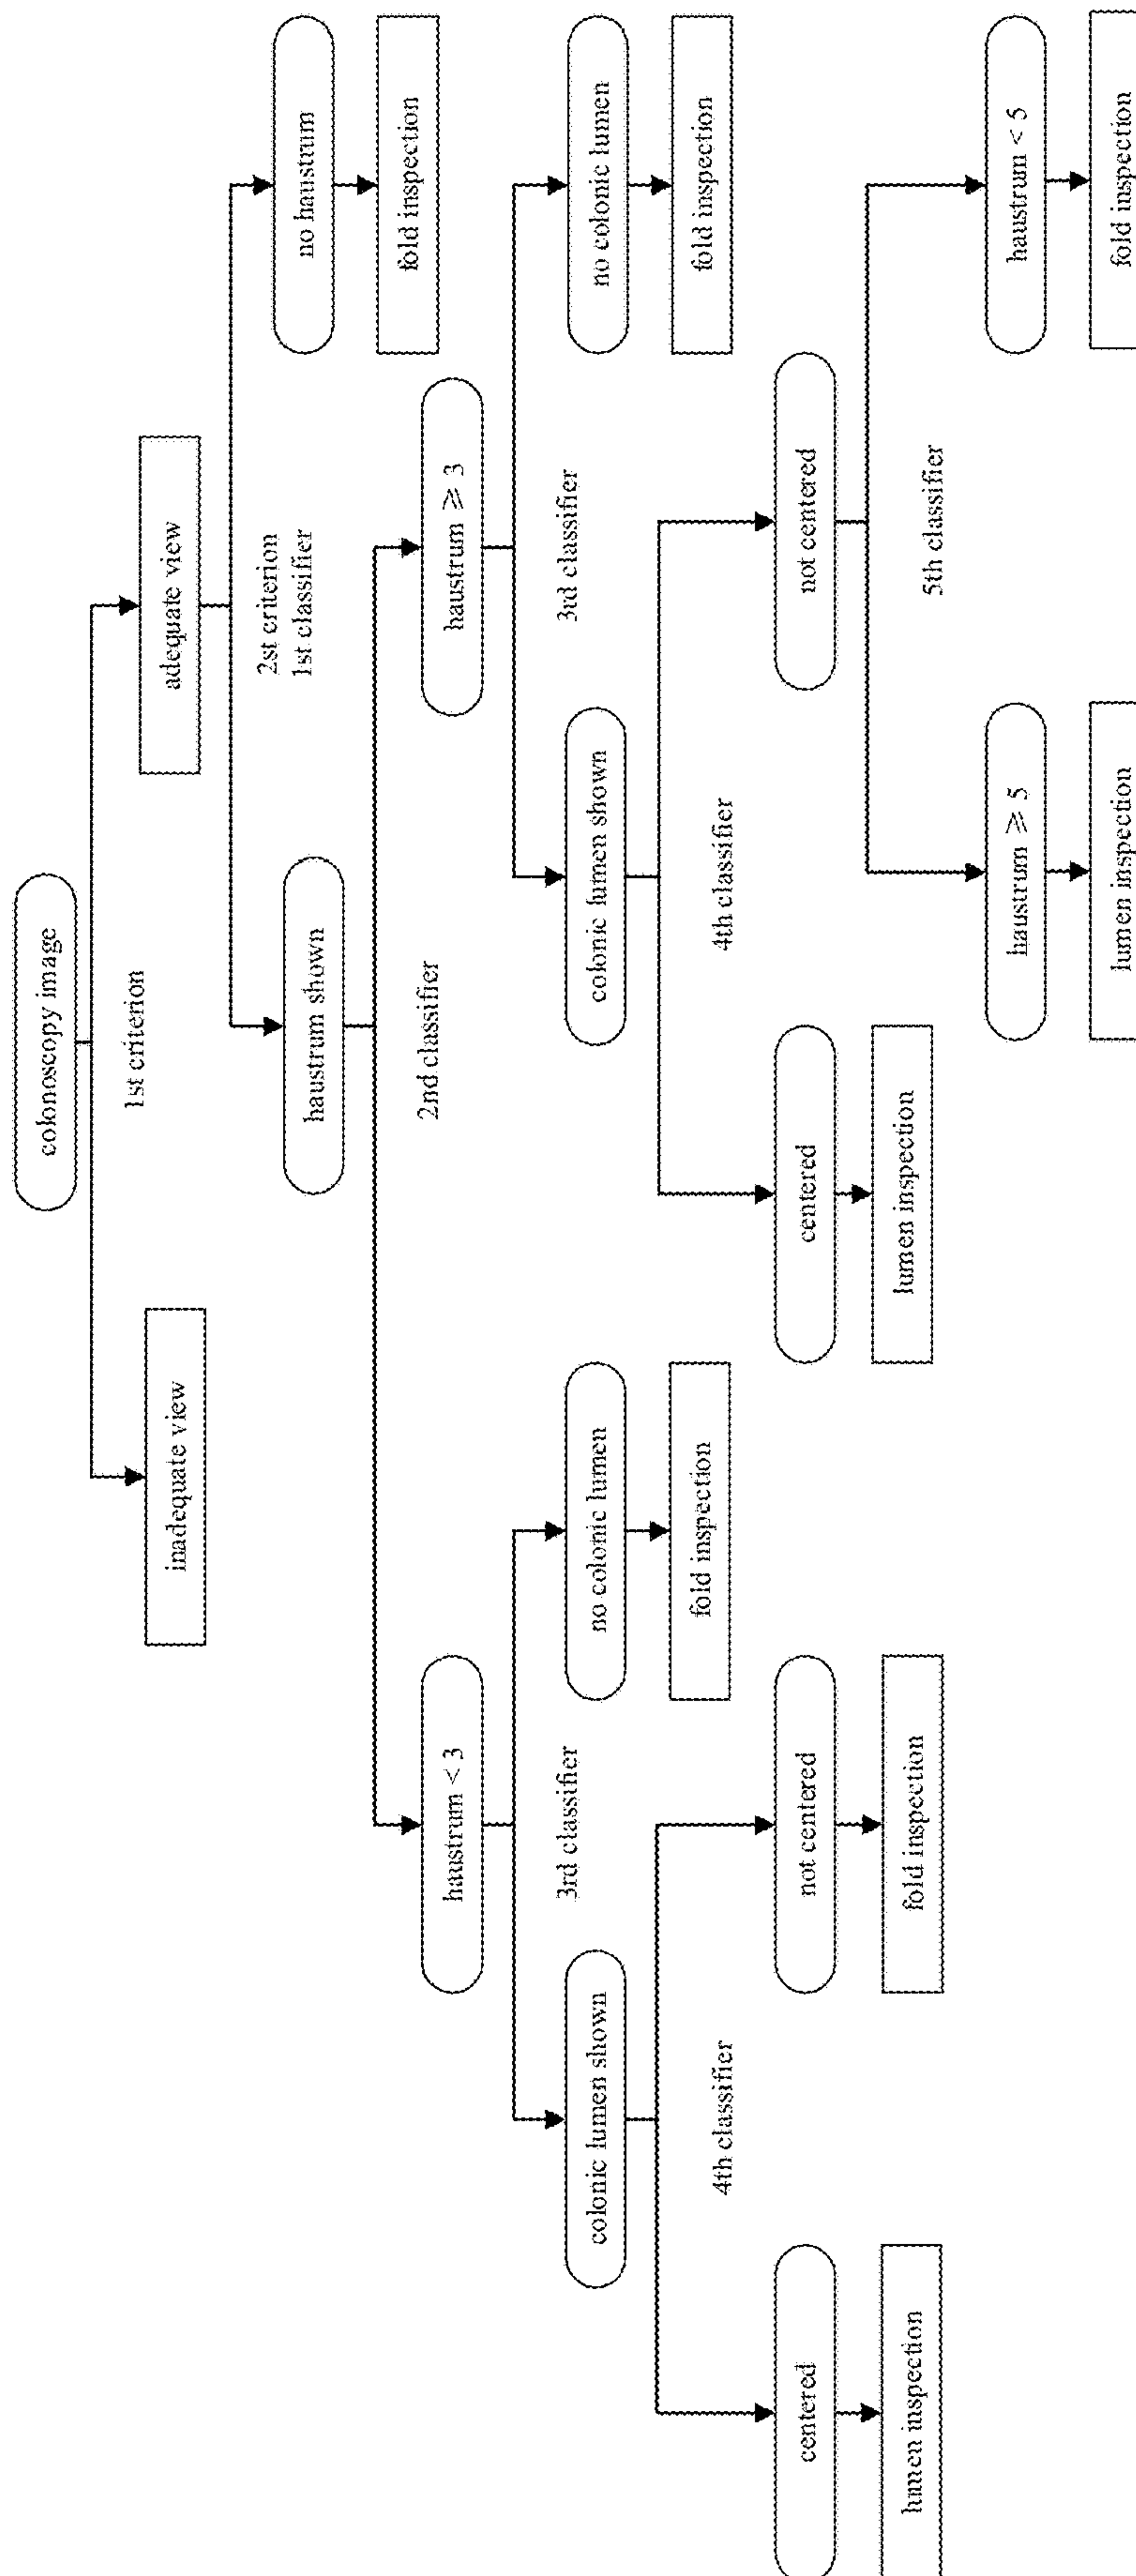 colonoscopy image
1st criterion
inadequate view
adequate view
2st criterion
1st classifier
haustrum shown
no haustrum
fold inspection
2nd classifier
haustrum < 3
haustrum ⩾ 3
3rd classifier
3rd classifier
colonic lumen shown
no colonic lumen
fold inspection
colonic lumen shown
no colonic lumen
fold inspection
4th classifier
4th classifier
centered
lumen inspection
not centered
fold inspection
centered
lumen inspection
not centered
5th classifier
haustrum ⩾ 5
lumen inspection
haustrum < 5
fold inspection